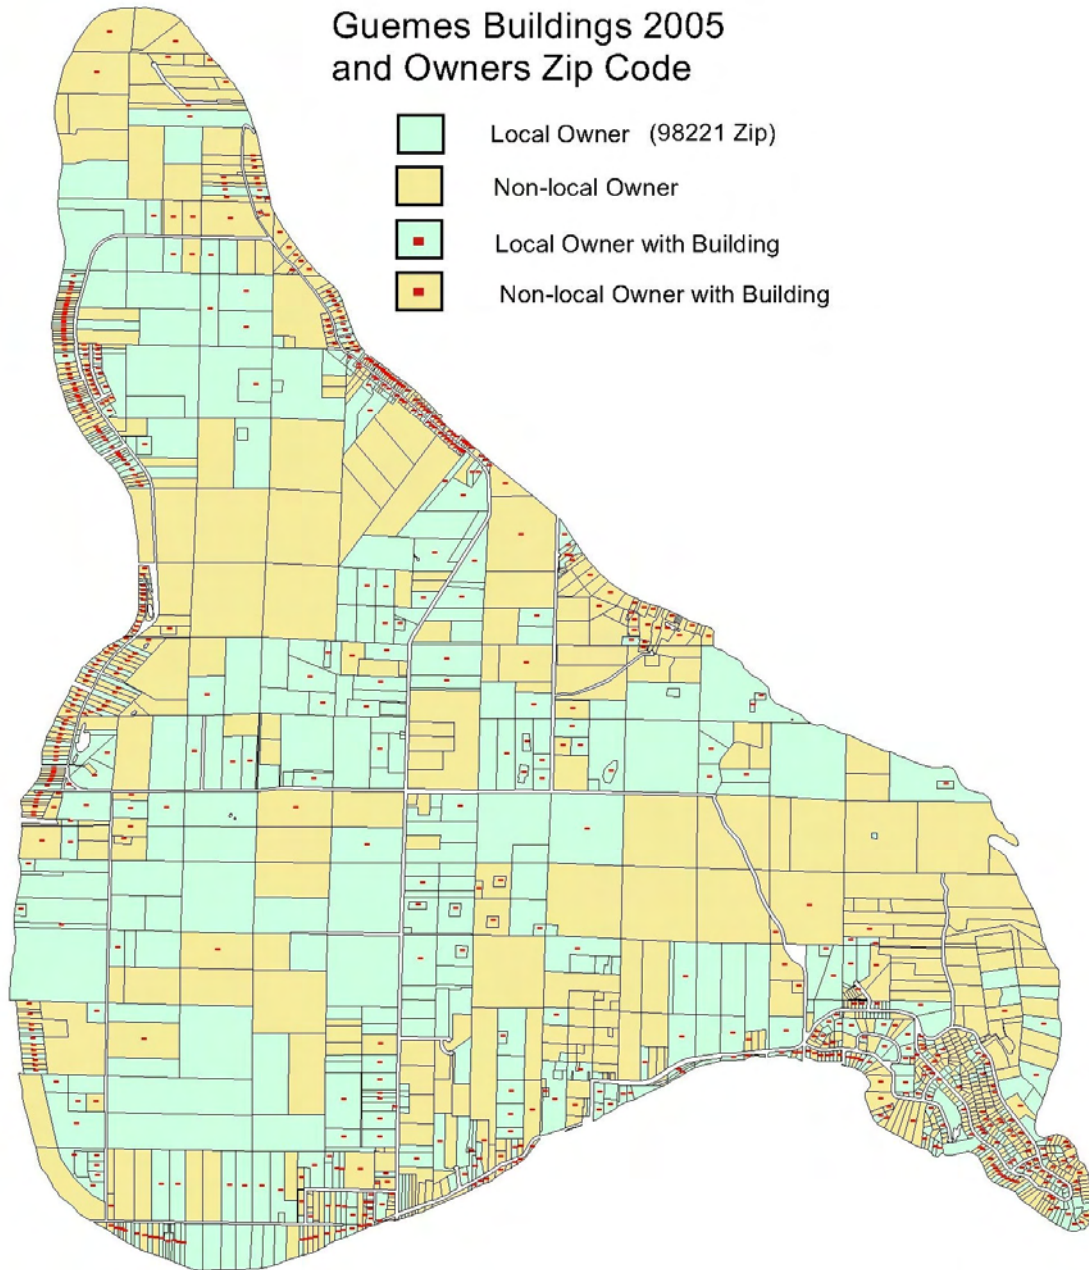 Guemes Buildings 2005
and Owners Zip Code
Local Owner (98221 Zip)
Non-local Owner
Local Owner with Building
Non-local Owner with Building